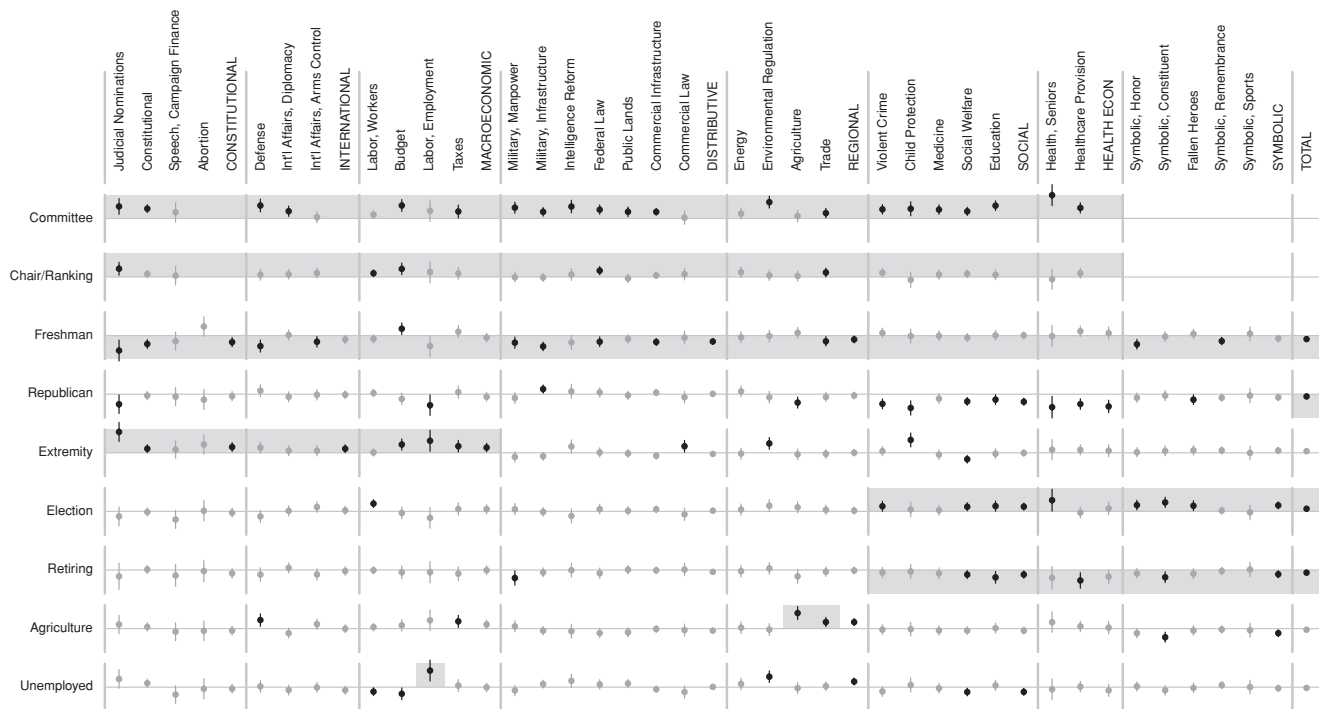 Judicial Nominations
Constitutional
Speech, Campaign Finance
Abortion
CONSTITUTIONAL
Defense
Int'l Affairs, Diplomacy
Int'l Affairs, Arms Control
INTERNATIONAL
Labor, Workers
Budget
Labor, Employment
Taxes
MACROECONOMIC
Military, Manpower
Military, Infrastructure
Intelligence Reform
Federal Law
Public Lands
Commercial Infrastructure
Commercial Law
DISTRIBUTIVE
Energy
Environmental Regulation
Agriculture
Trade
REGIONAL
Violent Crime
Child Protection
Medicine
Social Welfare
Education
SOCIAL
Health, Seniors
Healthcare Provision
HEALTH ECON
Symbolic, Honor
Symbolic, Constituent
Fallen Heroes
Symbolic, Remembrance
Symbolic, Sports
SYMBOLIC
TOTAL
Committee
Chair/Ranking
Freshman
Republican
Extremity
Election
Retiring
Agriculture
Unemployed